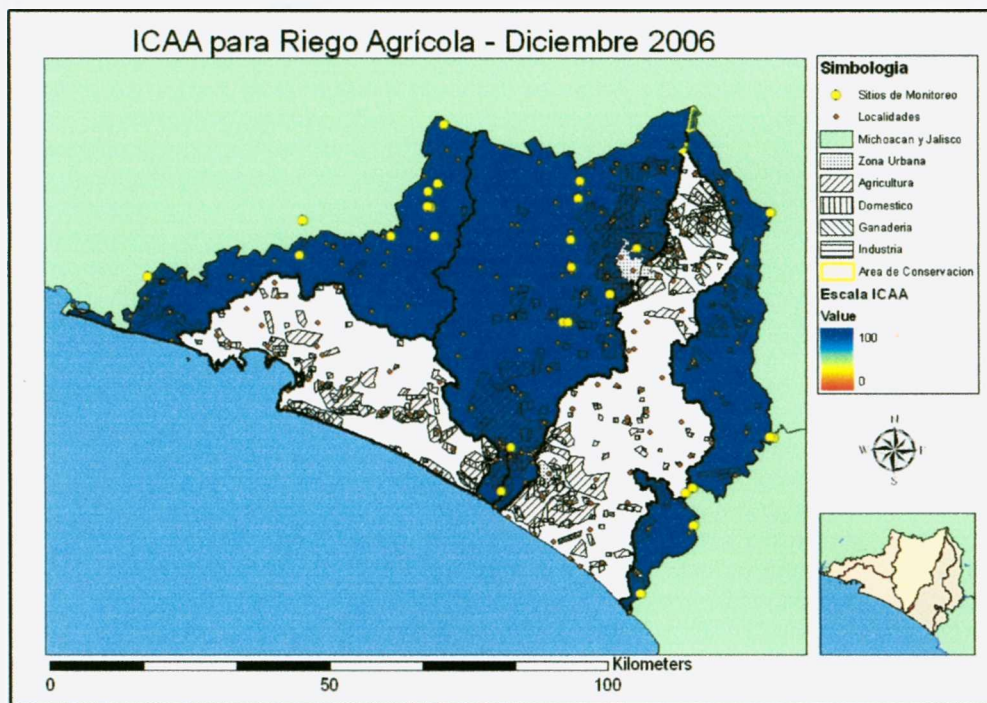 ICAA para Riego Agrícola - Diciembre 2006
Simbologia
Sitios de Monitoreo
Localidades
Michoacan y Jalisco
Zona Urbana
Agricultura
Domestico
Ganaderia
Industria
Area de Conservacion
Escala ICAA
Value
100
0
N
W E
S
Kilometers
0 50 100